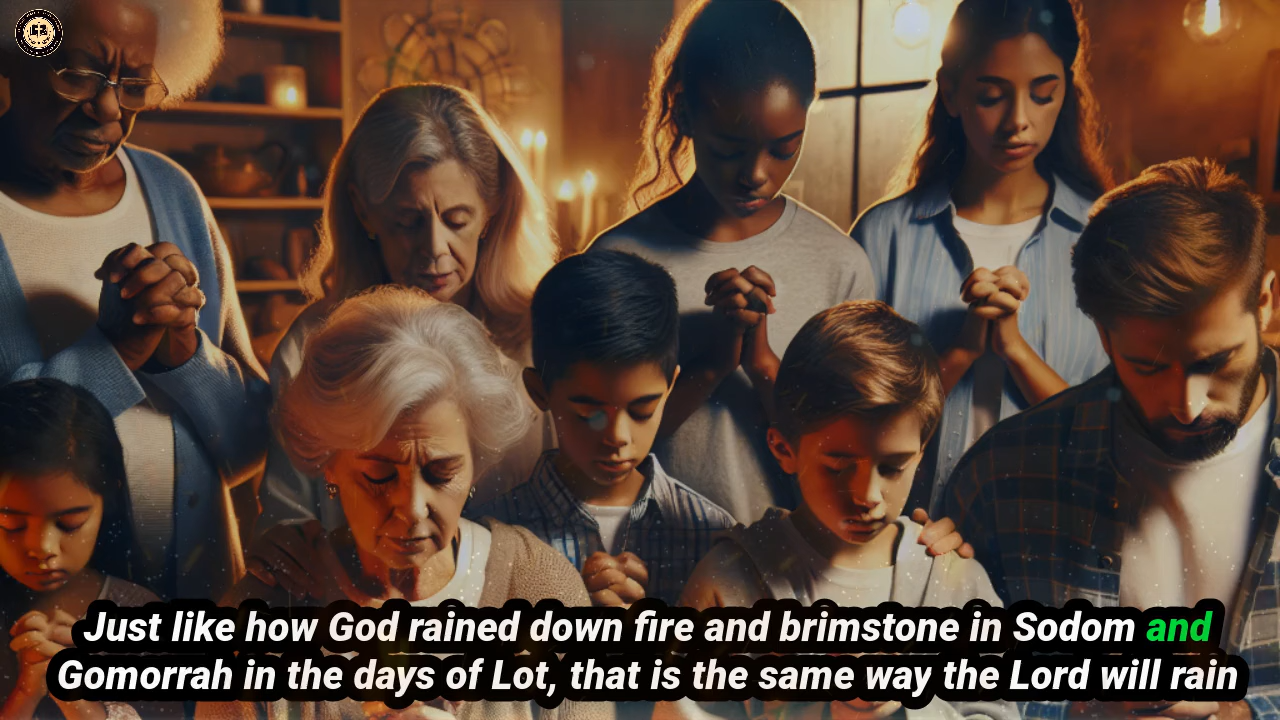 Just like how God rained down fire and brimstone in Sodom and
Gomorrah in the days of Lot, that is the same way the Lord will rain